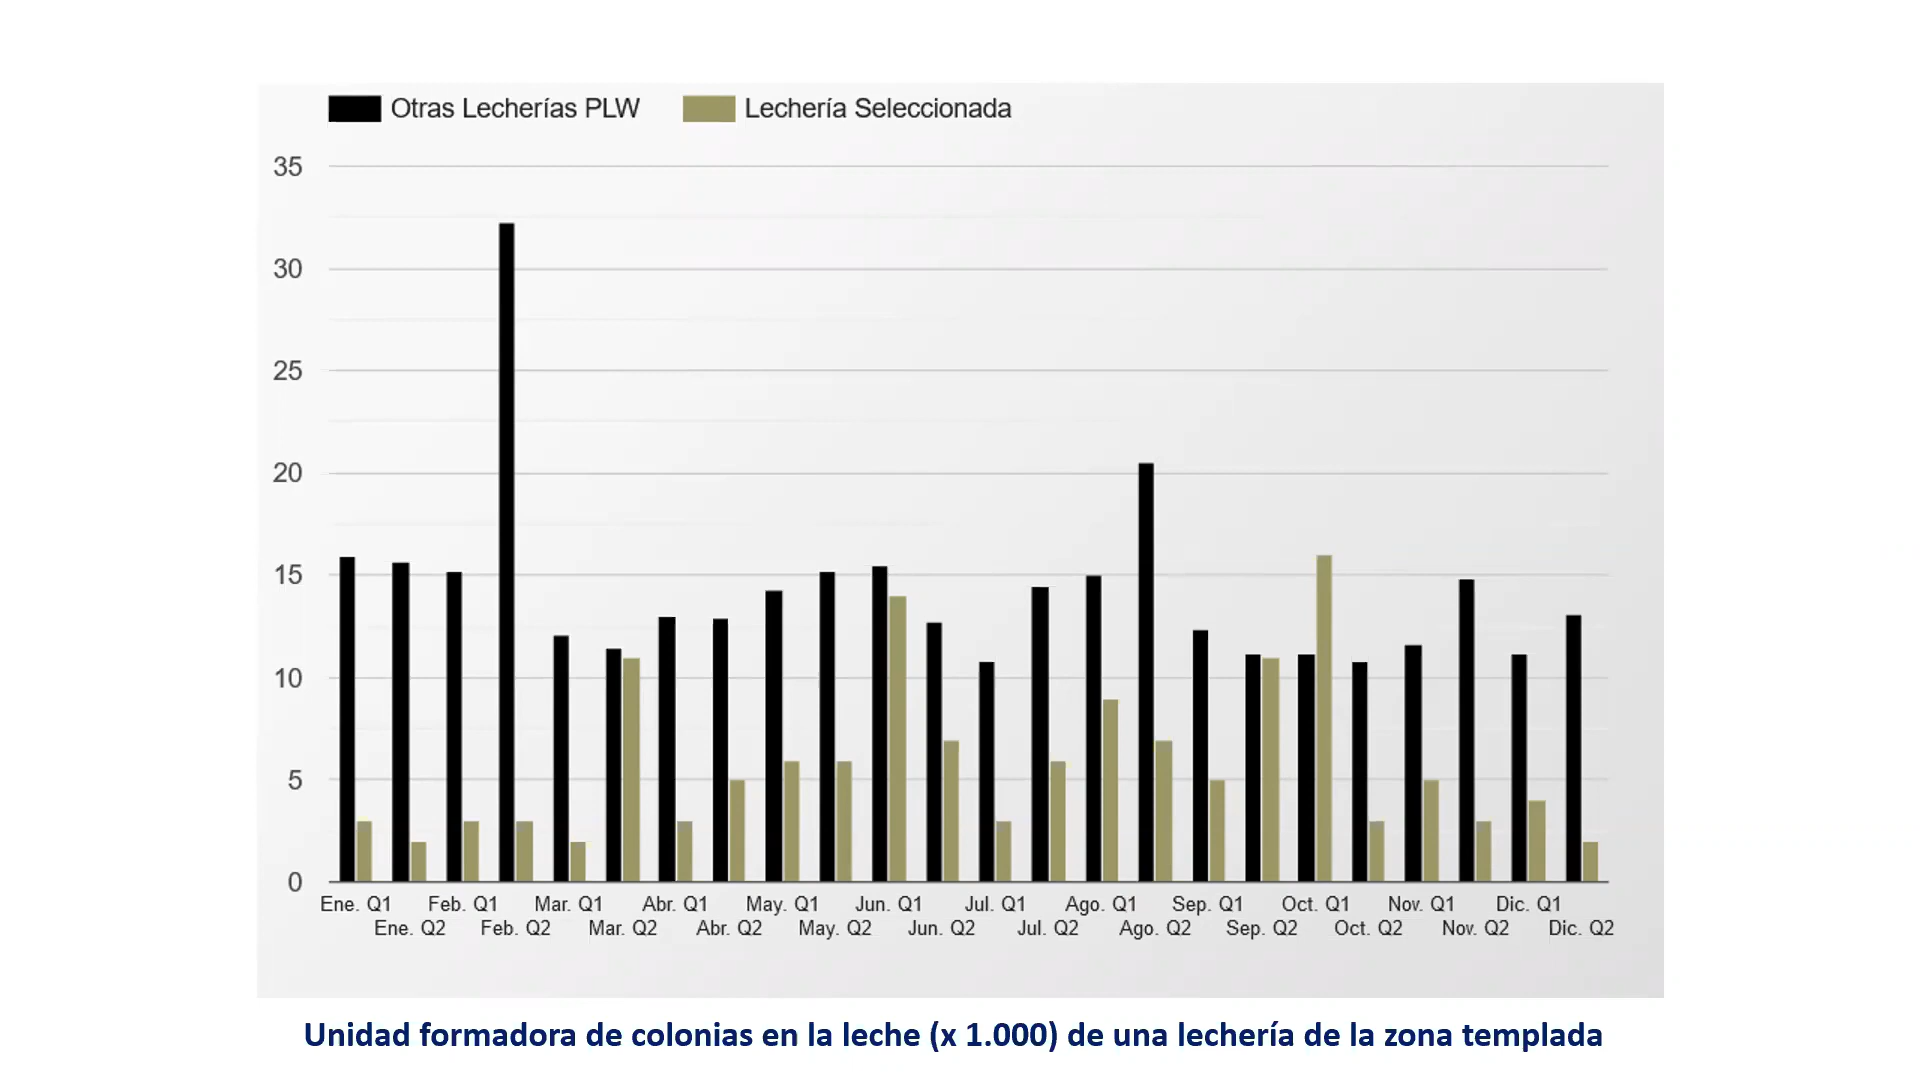 Otras Lecherías PLW Lechería Seleccionada
35
30
25
20
15
10
5
0
Ene. Q1 Feb. Q1 Mar. Q1 Abr. Q1 May. Q1 Jun. Q1 Jul. Q1 Ago. Q1 Sep. Q1 Oct. Q1 Nov. Q1 Dic. Q1
Ene. Q2 Feb. Q2 Mar. Q2 Abr. Q2 May. Q2 Jun. Q2 Jul. Q2 Ago. Q2 Sep. Q2 Oct. Q2 Nov. Q2 Dic. Q2
Unidad formadora de colonias en la leche (x 1.000) de una lechería de la zona templada